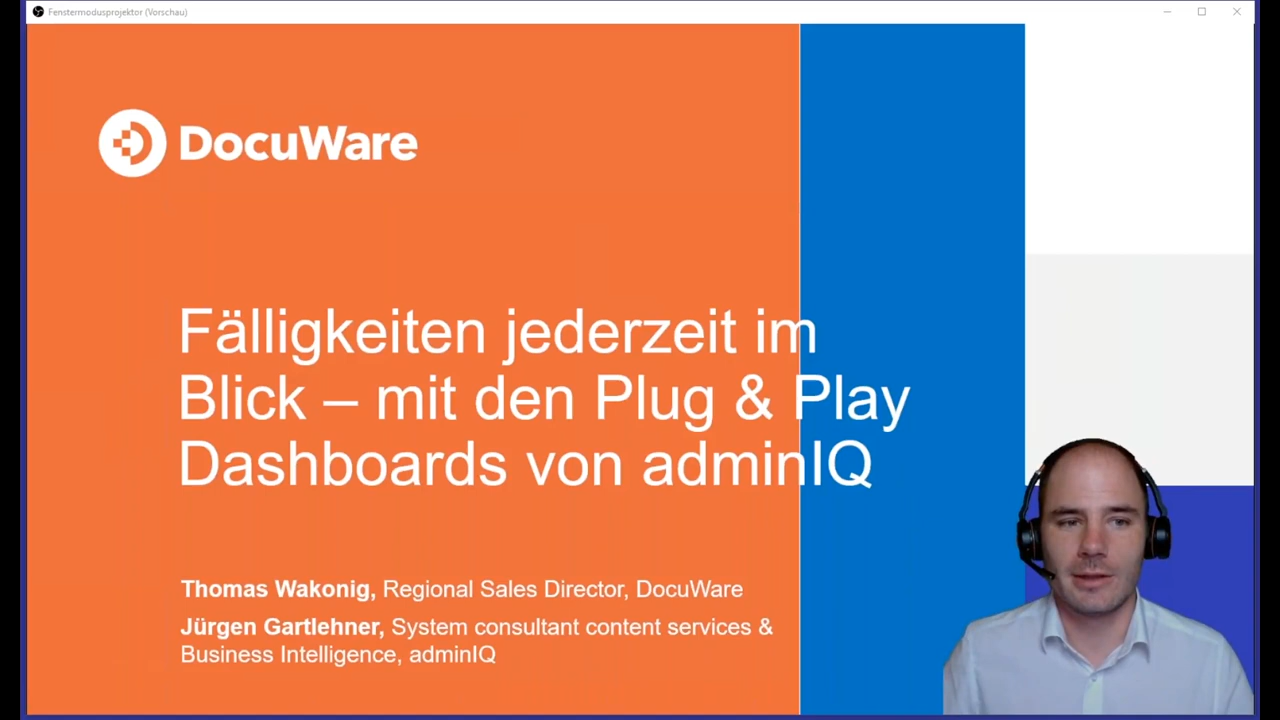 Fenstermodusprojektor (Vorschau)
DocuWare
Fälligkeiten jederzeit im
Blick – mit den Plug & Play
Dashboards von adminIQ
Thomas Wakonig, Regional Sales Director, DocuWare
Jürgen Gartlehner, System consultant content services &
Business Intelligence, adminIQ